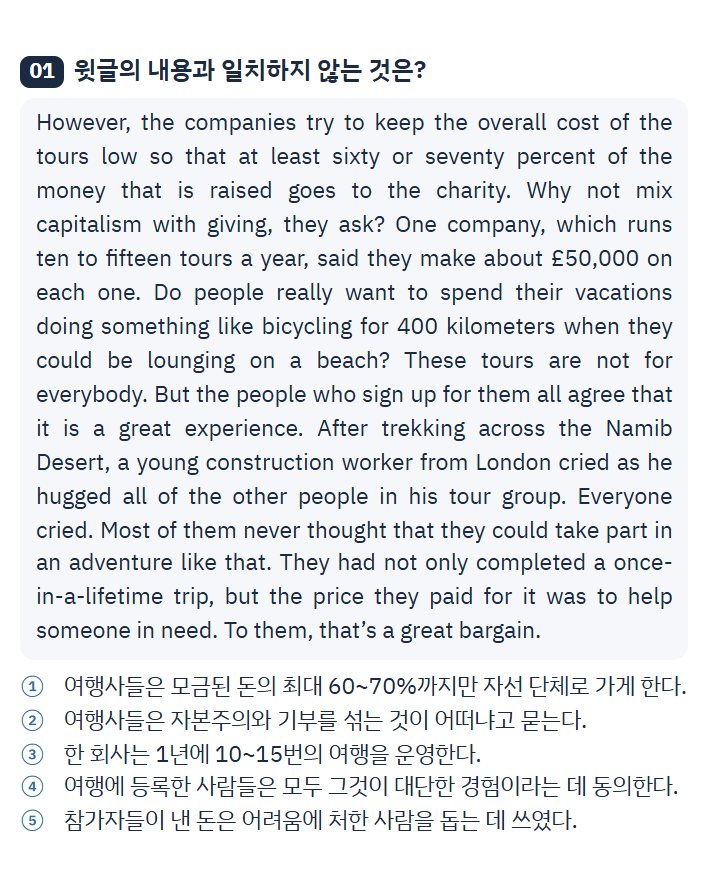 01 윗글의 내용과 일치하지 않는 것은?
However, the companies try to keep the overall cost of the
tours low so that at least sixty or seventy percent of the
money that is raised goes to the charity. Why not mix
capitalism with giving, they ask? One company, which runs
ten to fifteen tours a year, said they make about £50,000 on
each one. Do people really want to spend their vacations
doing something like bicycling for 400 kilometers when they
could be lounging on a beach? These tours are not for
everybody. But the people who sign up for them all agree that
it is a great experience. After trekking across the Namib
Desert, a young construction worker from London cried as he
hugged all of the other people in his tour group. Everyone
cried. Most of them never thought that they could take part in
an adventure like that. They had not only completed a once-
in-a-lifetime trip, but the price they paid for it was to help
someone in need. To them, that’s a great bargain.
① 여행사들은 모금된 돈의 최대 60~70%까지만 자선 단체로 가게 한다.
② 여행사들은 자본주의와 기부를 섞는 것이 어떠냐고 묻는다.
③ 한 회사는 1년에 10~15번의 여행을 운영한다.
④ 여행에 등록한 사람들은 모두 그것이 대단한 경험이라는 데 동의한다.
⑤ 참가자들이 낸 돈은 어려움에 처한 사람을 돕는 데 쓰였다.